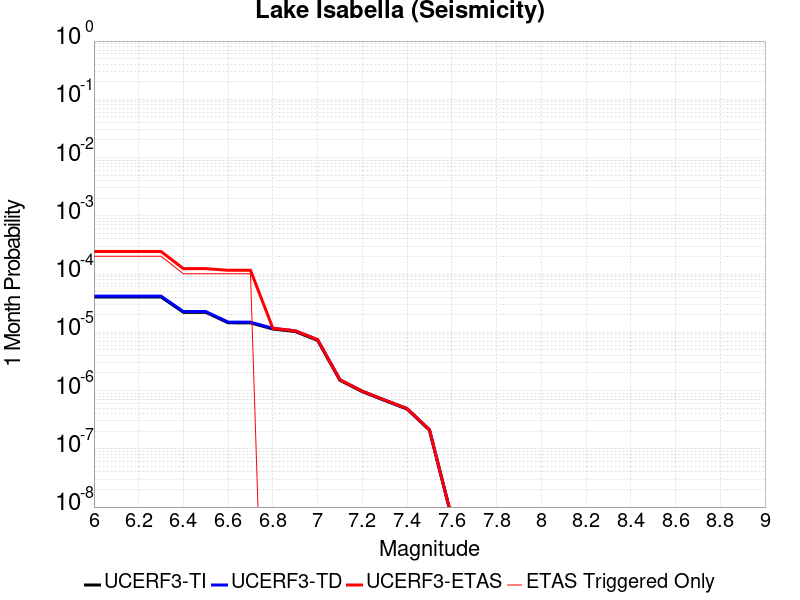 Lake Isabella (Seismicity)
10^0
10^-1
10^-2
10^-3
10^-4
10^-5
10^-6
10^-7
10^-8
1 Month Probability
6 6.2 6.4 6.6 6.8 7 7.2 7.4 7.6 7.8 8 8.2 8.4 8.6 8.8 9
Magnitude
UCERF3-TI UCERF3-TD UCERF3-ETAS ETAS Triggered Only